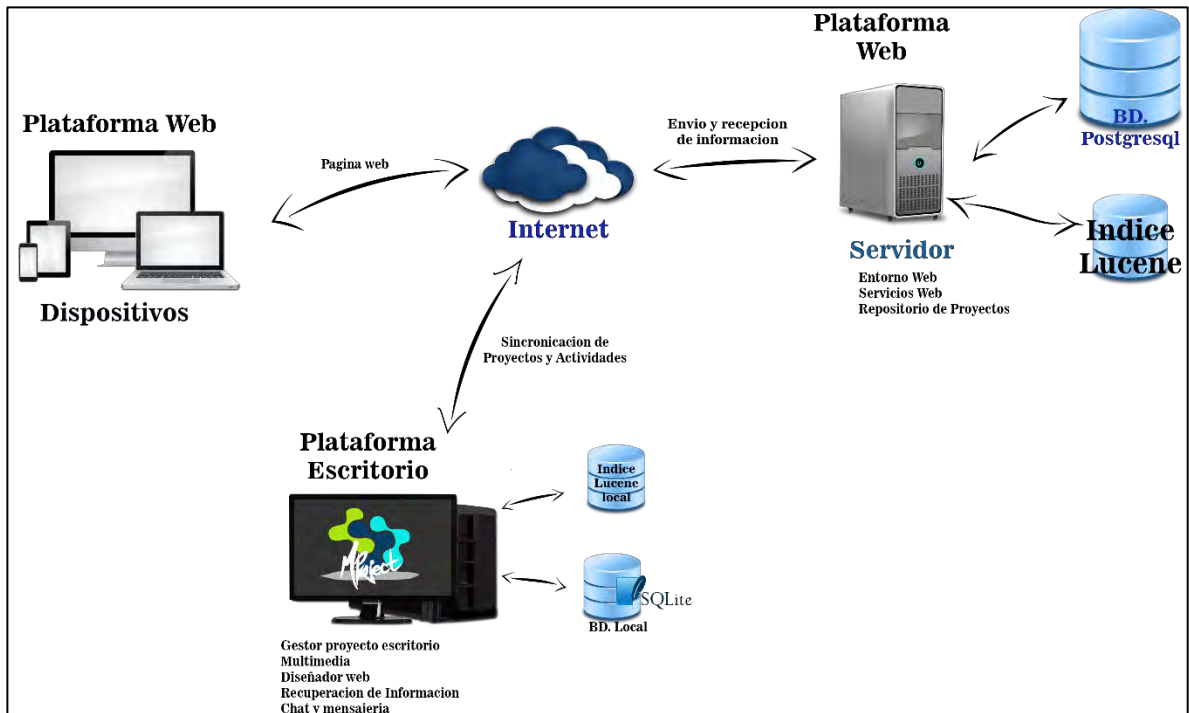 Plataforma Web
Dispositivos
Pagina web
Internet
Envio y recepcion
de informacion
Plataforma
Web
Servidor
Entorno Web
Servicios Web
Repositorio de Proyectos
BD.
Postgresql
Indice
Lucene
Sincronicacion de
Proyectos y Actividades
Plataforma
Escritorio
MProject
Gestor proyecto escritorio
Multimedia
Diseñador web
Recuperacion de Informacion
Chat y mensajeria
Indice
Lucene
local
SQLite
BD. Local